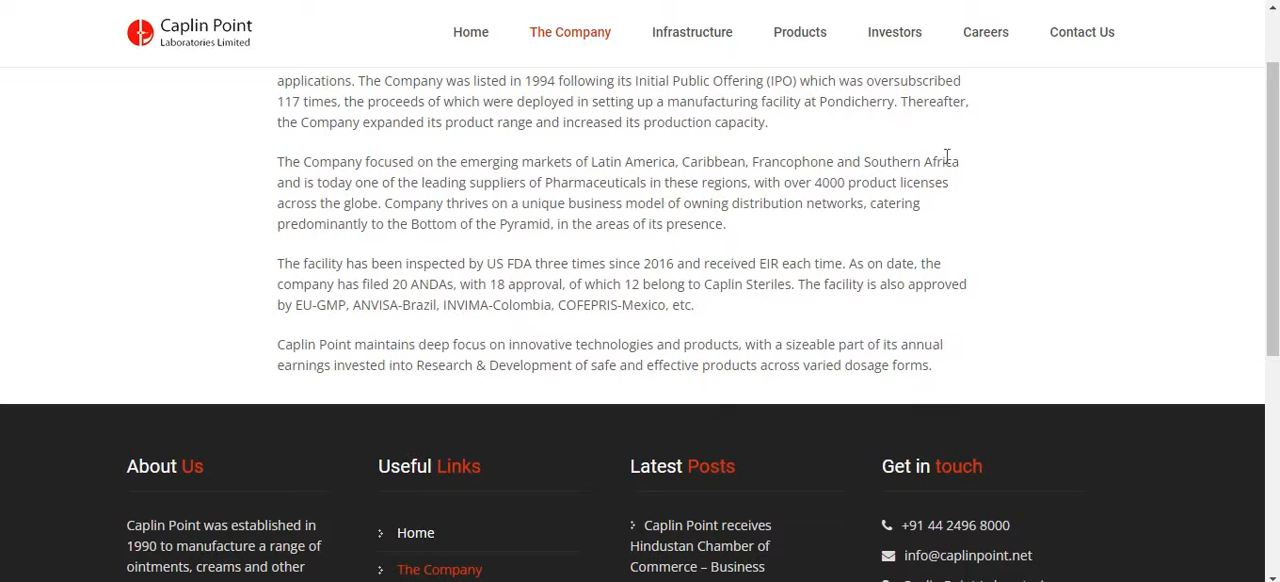 Caplin Point
Laboratories Limited
Home
The Company
Infrastructure
Products
Investors
Careers
Contact Us
applications. The Company was listed in 1994 following its Initial Public Offering (IPO) which was oversubscribed
117 times, the proceeds of which were deployed in setting up a manufacturing facility at Pondicherry. Thereafter,
the Company expanded its product range and increased its production capacity.
The Company focused on the emerging markets of Latin America, Caribbean, Francophone and Southern Africa
and is today one of the leading suppliers of Pharmaceuticals in these regions, with over 4000 product licenses
across the globe. Company thrives on a unique business model of owning distribution networks, catering
predominantly to the Bottom of the Pyramid, in the areas of its presence.
The facility has been inspected by US FDA three times since 2016 and received EIR each time. As on date, the
company has filed 20 ANDAs, with 18 approval, of which 12 belong to Caplin Steriles. The facility is also approved
by EU-GMP, ANVISA-Brazil, INVIMA-Colombia, COFEPRIS-Mexico, etc.
Caplin Point maintains deep focus on innovative technologies and products, with a sizeable part of its annual
earnings invested into Research & Development of safe and effective products across varied dosage forms.
About Us
Caplin Point was established in
1990 to manufacture a range of
ointments, creams and other
Useful Links
Home
The Company
Latest Posts
Caplin Point receives
Hindustan Chamber of
Commerce – Business
Get in touch
+91 44 2496 8000
info@caplinpoint.net